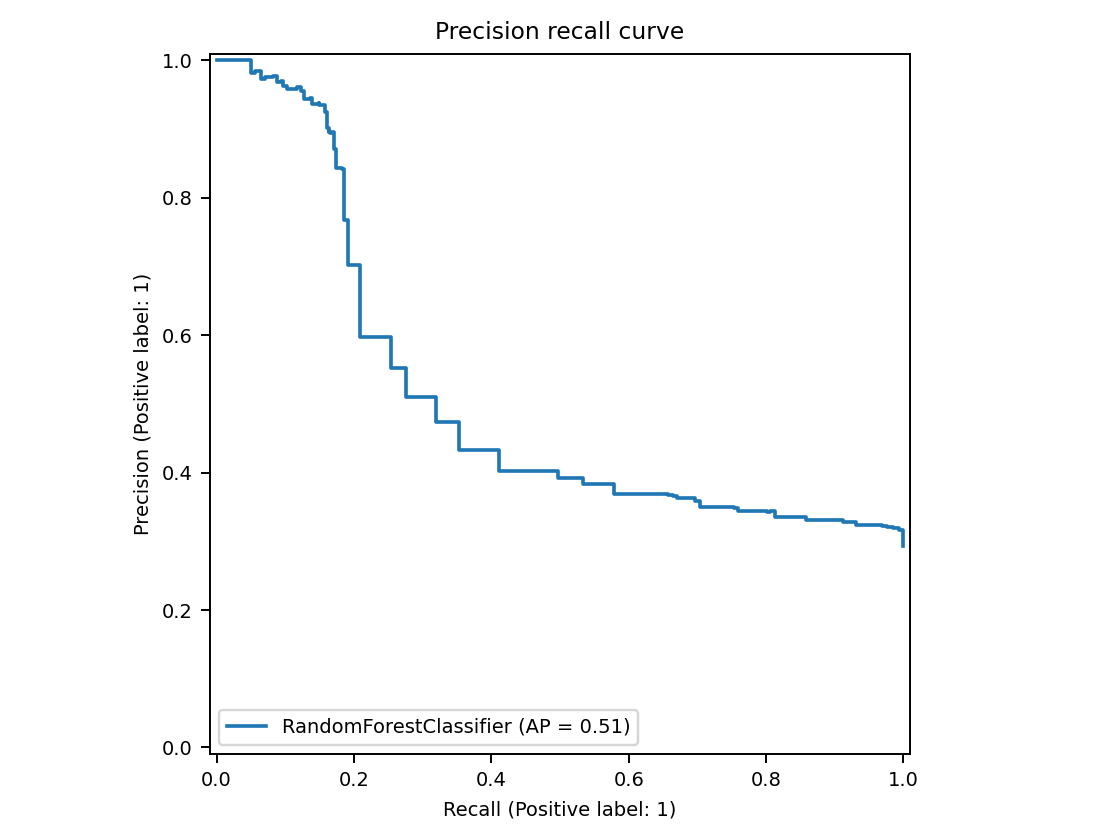 Precision recall curve
1.0
0.8
0.6
0.4
0.2
0.0
Precision (Positive label: 1)
RandomForestClassifier (AP = 0.51)
0.0 0.2 0.4 0.6 0.8 1.0
Recall (Positive label: 1)